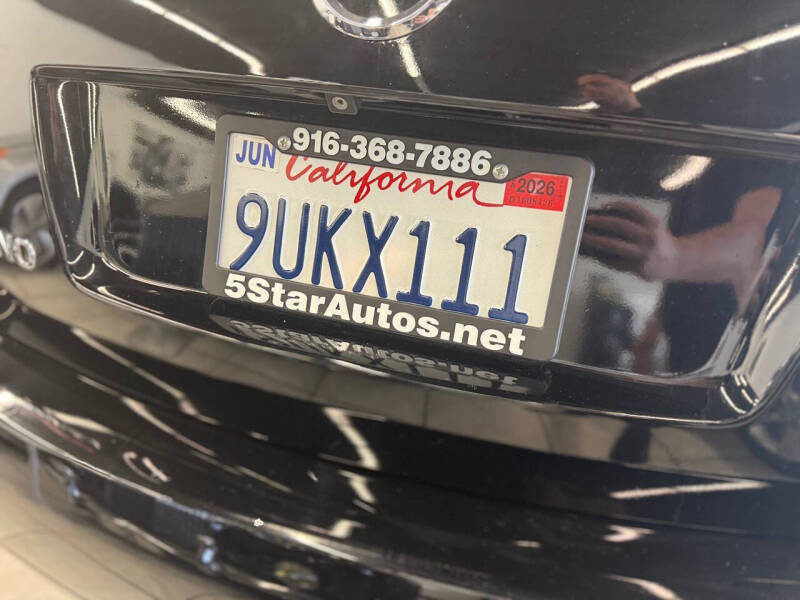 916-368-7886
JUN California 2026
9UKX111
5StarAutos.net